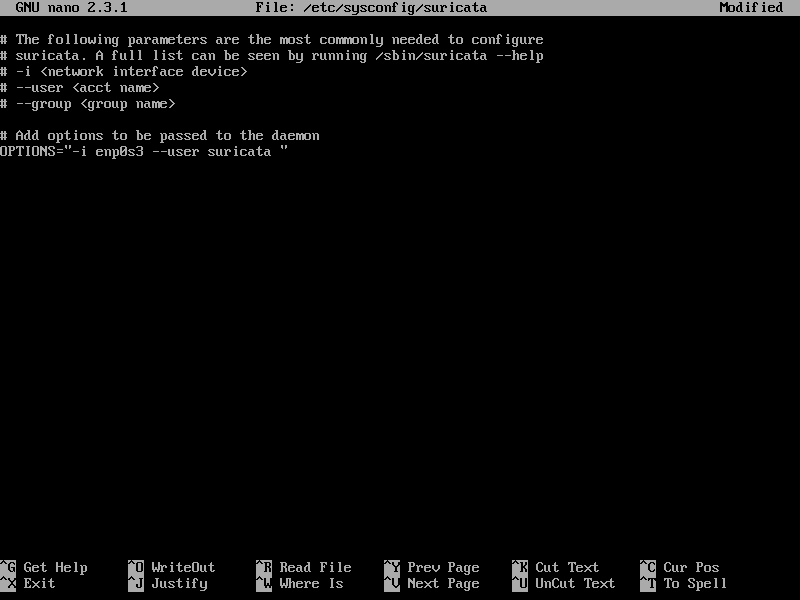 GNU nano 2.3.1 File: /etc/sysconfig/suricata Modified
# The following parameters are the most commonly needed to configure
# suricata. A full list can be seen by running /sbin/suricata --help
# -i <network interface device>
# --user <acct name>
# --group <group name>
# Add options to be passed to the daemon
OPTIONS="-i enp0s3 --user suricata "
^G Get Help ^O WriteOut ^R Read File ^Y Prev Page ^K Cut Text ^C Cur Pos
^X Exit ^J Justify ^W Where Is ^V Next Page ^U UnCut Text ^T To Spell